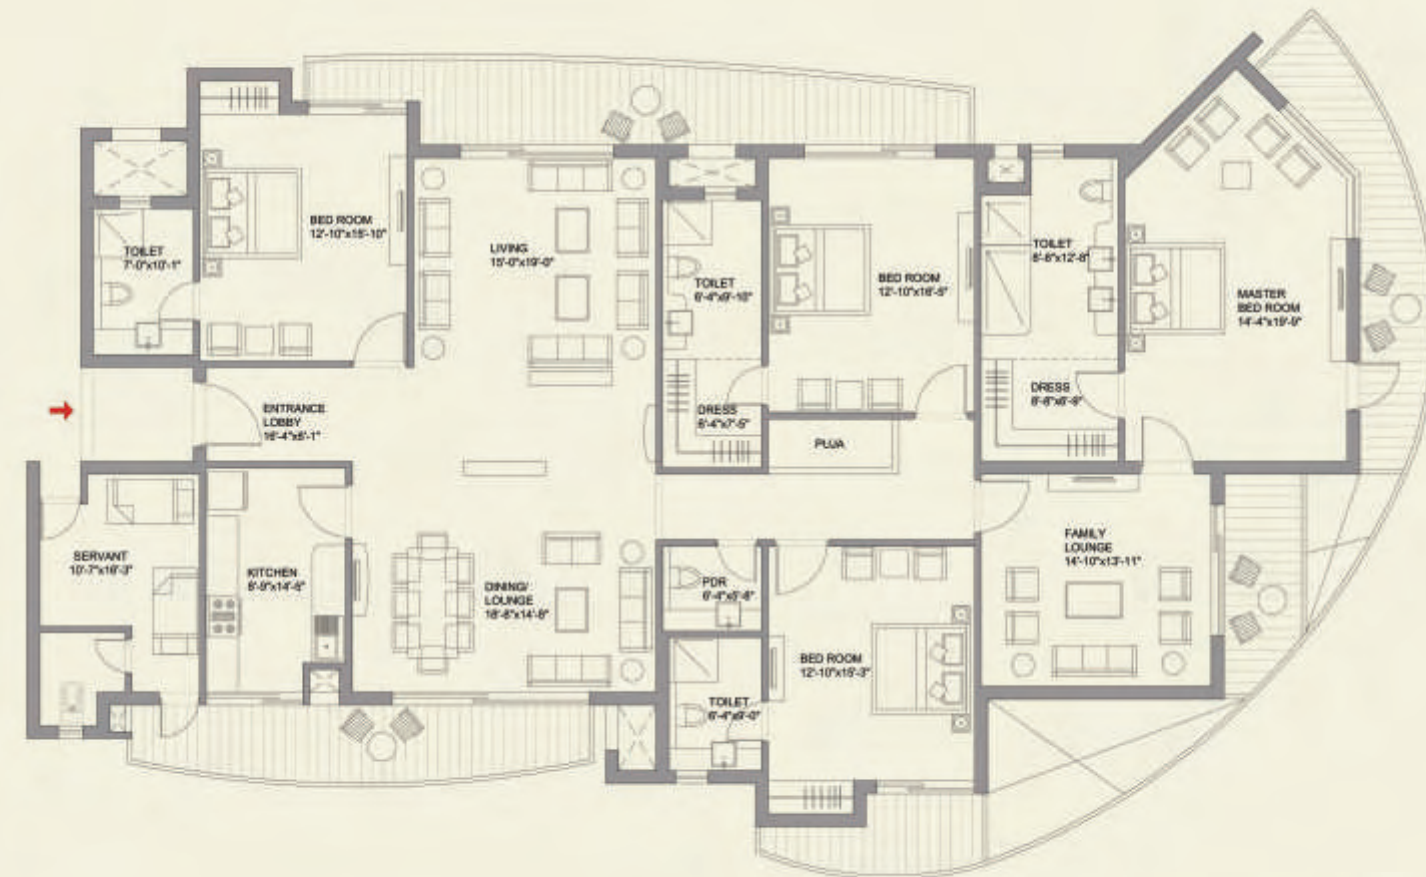 BED ROOM
12'-10"x15'-10"
TOILET
7'-0"x10'-1"
LIVING
15'-0"x19'-0"
TOILET
6'-4"x9'-10"
BED ROOM
12'-10"x16'-5"
TOILET
8'-8"x12'-8"
MASTER
BED ROOM
14'-4"x19'-9"
ENTRANCE
LOBBY
16'-4"x6'-1"
DRESS
6'-4"x7'-5"
PUJA
DRESS
8'-8"x6'-9"
SERVANT
10'-7"x16'-3"
KITCHEN
8'-9"x14'-8"
DINING/
LOUNGE
18'-8"x14'-8"
PDR
6'-4"x5'-8"
FAMILY
LOUNGE
14'-10"x13'-11"
BED ROOM
12'-10"x15'-3"
TOILET
6'-4"x9'-0"